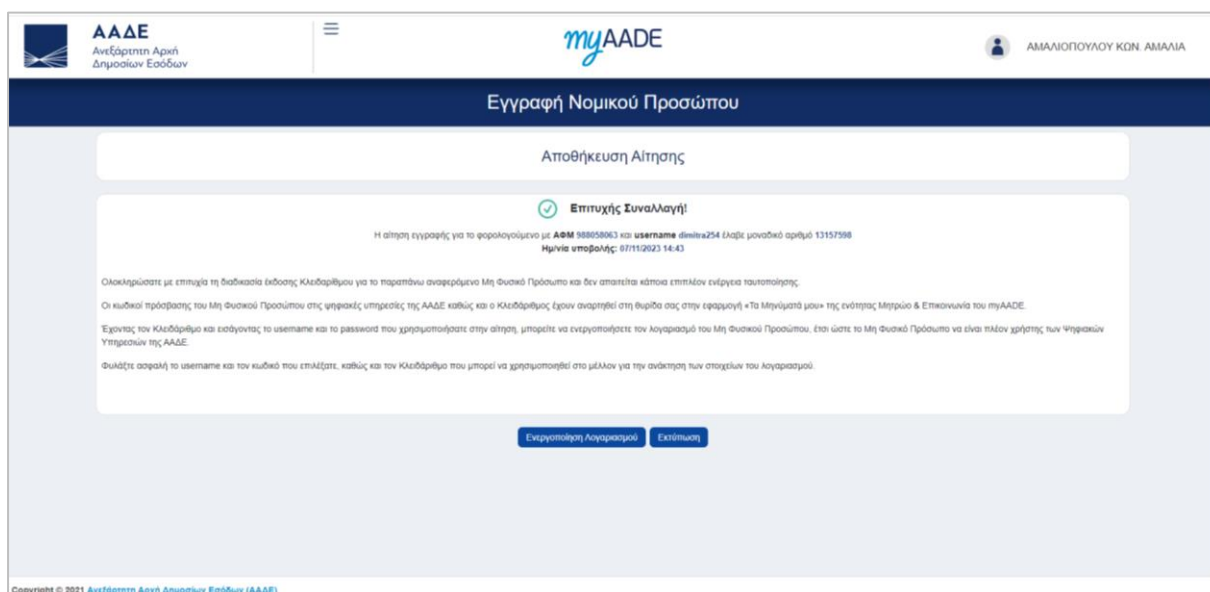 ΑΑΔΕ
Ανεξάρτητη Αρχή
Δημοσίων Εσόδων
myAADE
ΑΜΑΛΙΟΠΟΥΛΟΥ ΚΩΝ. ΑΜΑΛΙΑ
Εγγραφή Νομικού Προσώπου
Αποθήκευση Αίτησης
Επιτυχής Συναλλαγή!
Η αίτηση εγγραφής για το φορολογούμενο με ΑΦΜ 988058063 και username dimitra254 έλαβε μοναδικό αριθμό 13157598
Ημ/νία υποβολής: 07/11/2023 14:43
Ολοκληρώσατε με επιτυχία τη διαδικασία έκδοσης Κλειδαρίθμου για το παραπάνω αναφερόμενο Μη Φυσικό Πρόσωπο και δεν απαιτείται κάποια επιπλέον ενέργεια ταυτοποίησης.
Οι κωδικοί πρόσβασης του Μη Φυσικού Προσώπου στις ψηφιακές υπηρεσίες της ΑΑΔΕ καθώς και ο Κλειδάριθμος έχουν αναρτηθεί στη θυρίδα σας στην εφαρμογή «Τα Μηνύματά μου» της ενότητας Μητρώο & Επικοινωνία του myAADE.
Έχοντας τον Κλειδάριθμο και εισάγοντας το username και το password που χρησιμοποιήσατε στην αίτηση, μπορείτε να ενεργοποιήσετε τον λογαριασμό του Μη Φυσικού Προσώπου, έτσι ώστε το Μη Φυσικό Πρόσωπο να είναι πλέον χρήστης των Ψηφιακών
Υπηρεσιών της ΑΑΔΕ.
Φυλάξτε ασφαλή το username και τον κωδικό που επιλέξατε, καθώς και τον Κλειδάριθμο που μπορεί να χρησιμοποιηθεί στο μέλλον για την ανάκτηση των στοιχείων του λογαριασμού.
Ενεργοποίηση Λογαριασμού Εκτύπωση
Copyright © 2021 Ανεξάρτητη Αρχή Δημοσίων Εσόδων (ΑΑΔΕ)